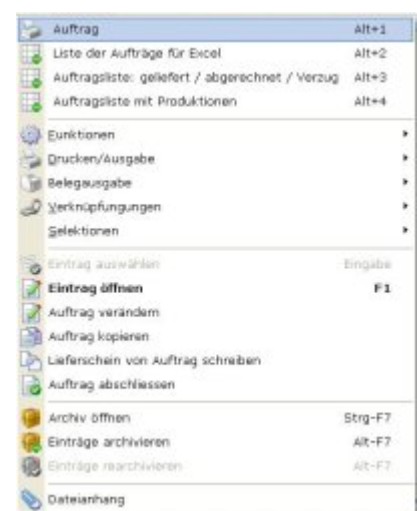 Auftrag Alt+1
Liste der Aufträge für Excel Alt+2
Auftragsliste: geliefert / abgerechnet / Verzug Alt+3
Auftragsliste mit Produktionen Alt+4
Funktionen
Drucken/Ausgabe
Belegausgabe
Verknüpfungungen
Selektionen
Eintrag auswählen Eingabe
Eintrag öffnen F1
Auftrag verändern
Auftrag kopieren
Lieferschein von Auftrag schreiben
Auftrag abschliessen
Archiv öffnen Strg-F7
Einträge archivieren Alt-F7
Einträge rearchivieren Alt-F7
Dateianhang